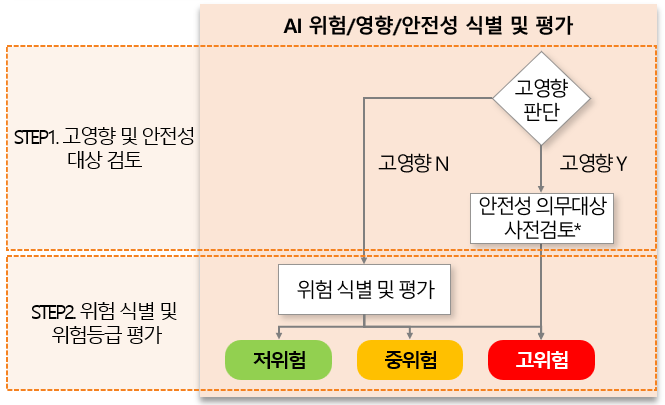 AI 위험/영향/안전성 식별 및 평가
STEP1. 고영향 및 안전성
대상 검토
고영향
판단
고영향 N
고영향 Y
안전성 의무대상
사전검토*
STEP2. 위험 식별 및
위험등급 평가
위험 식별 및 평가
저위험
중위험
고위험